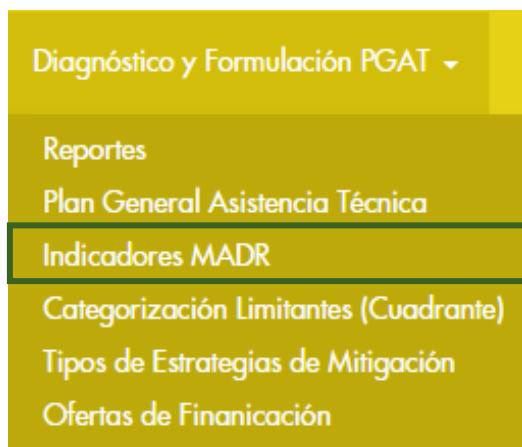 Diagnóstico y Formulación PGAT
Reportes
Plan General Asistencia Técnica
Indicadores MADR
Categorización Limitantes (Cuadrante)
Tipos de Estrategias de Mitigación
Ofertas de Finanicación